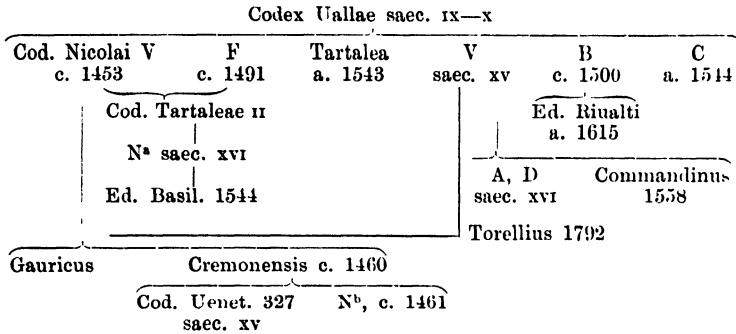 Codex Uallae saec. IX—X
Cod. Nicolai V F Tartalea V B C
c. 1453 c. 1491 a. 1543 saec. XV c. 1500 a. 1544
Cod. Tartaleae II Ed. Riualti
a. 1615
Nª saec. XVI
A, D Commandinus
Ed. Basil. 1544 saec. XVI 1558
Torellius 1792
Gauricus Cremonensis c. 1460
Cod. Uenet. 327 Nᵇ, c. 1461
saec. XV